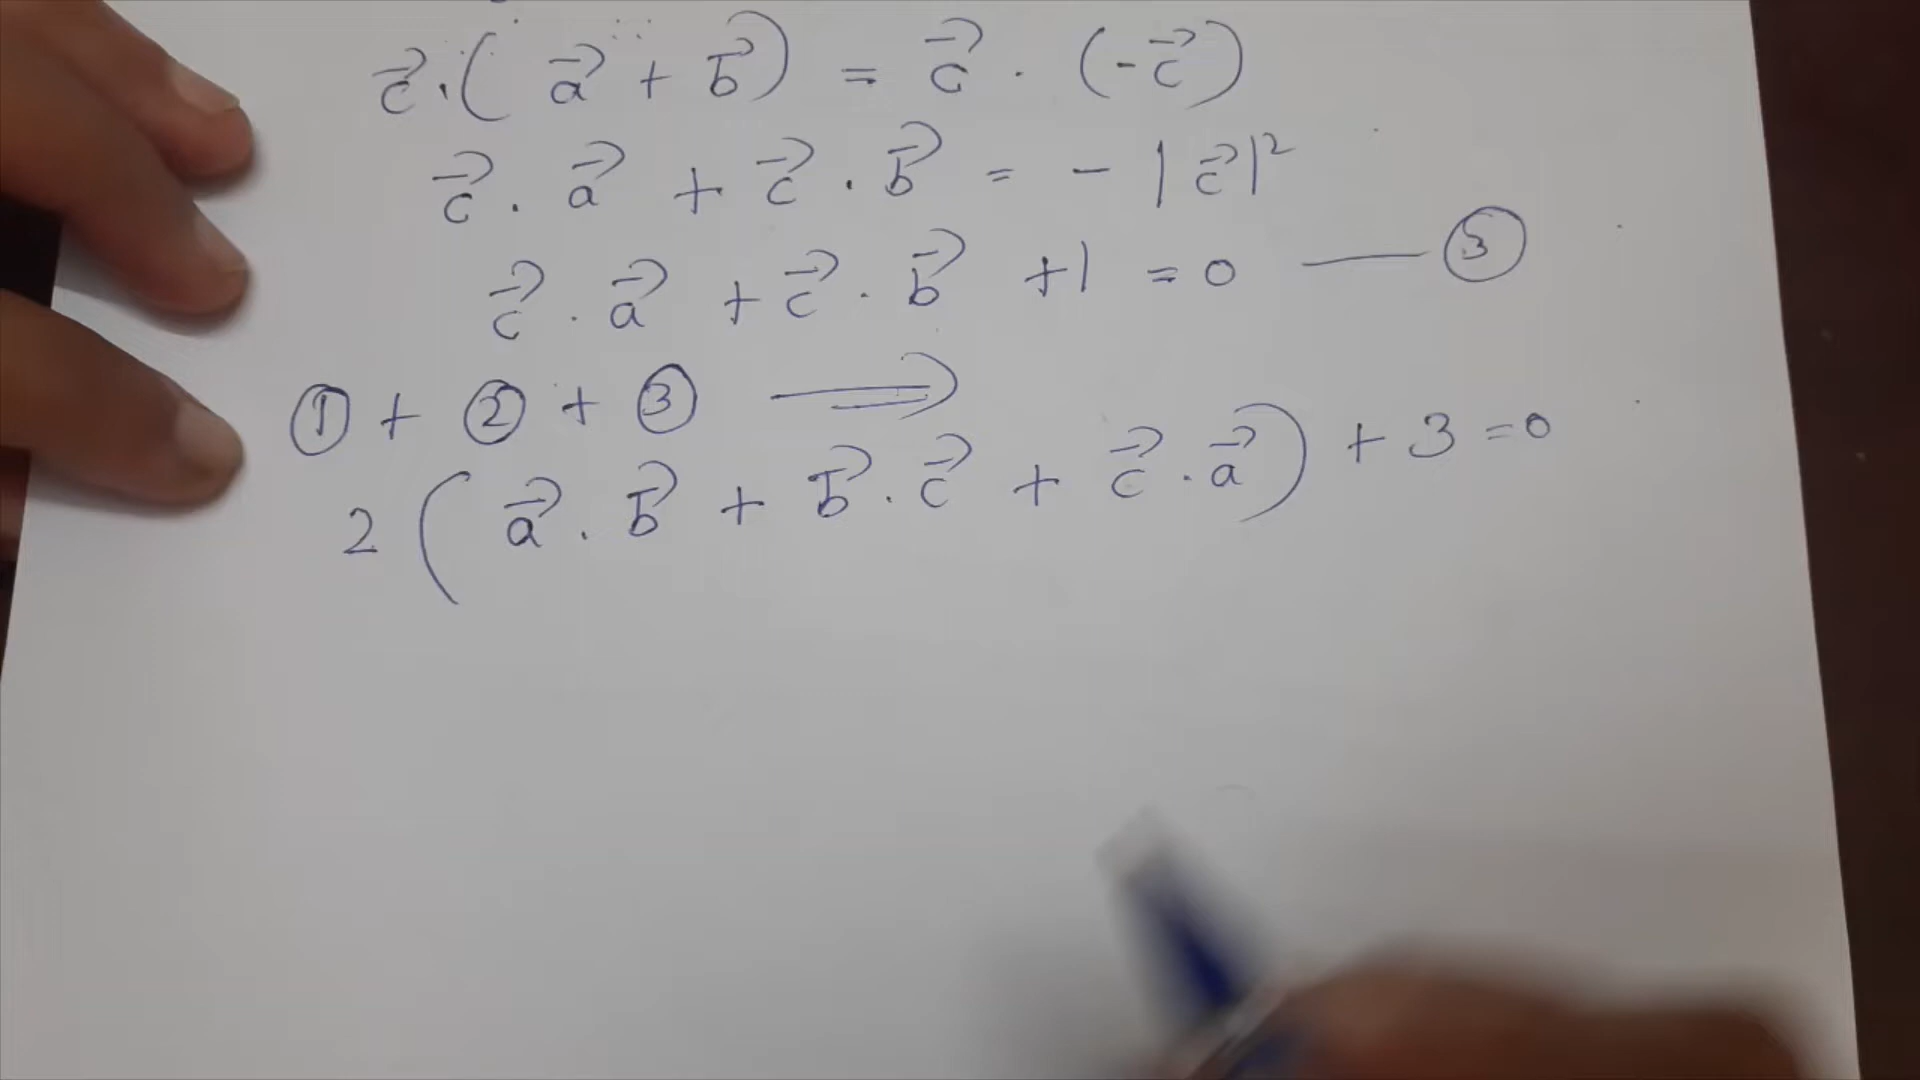 c⃗ . ( a⃗ + b⃗ ) = c⃗ . (-c⃗)
c⃗ . a⃗ + c⃗ . b⃗ = - |c⃗|²
c⃗ . a⃗ + c⃗ . b⃗ + 1 = 0 — ③
① + ② + ③ ⟹
2 ( a⃗ . b⃗ + b⃗ . c⃗ + c⃗ . a⃗ ) + 3 = 0